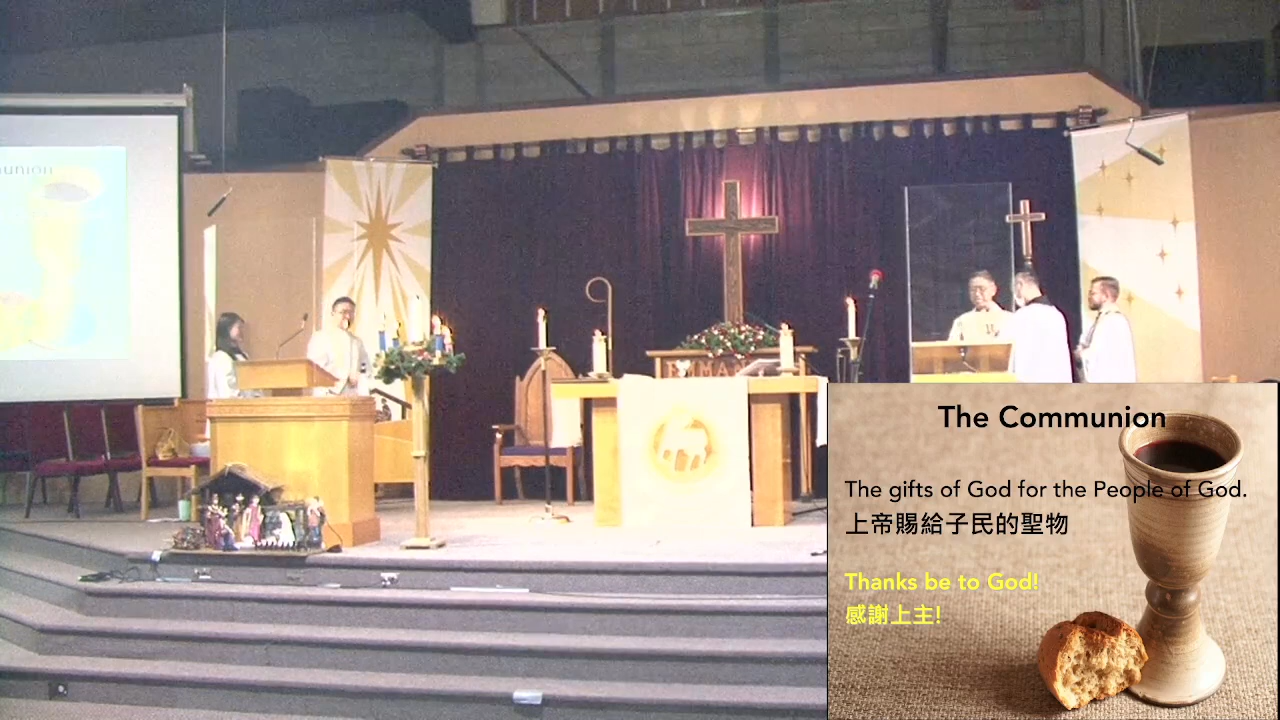 The Communion
The gifts of God for the People of God.
上帝賜給子民的聖物
Thanks be to God!
感謝上主!